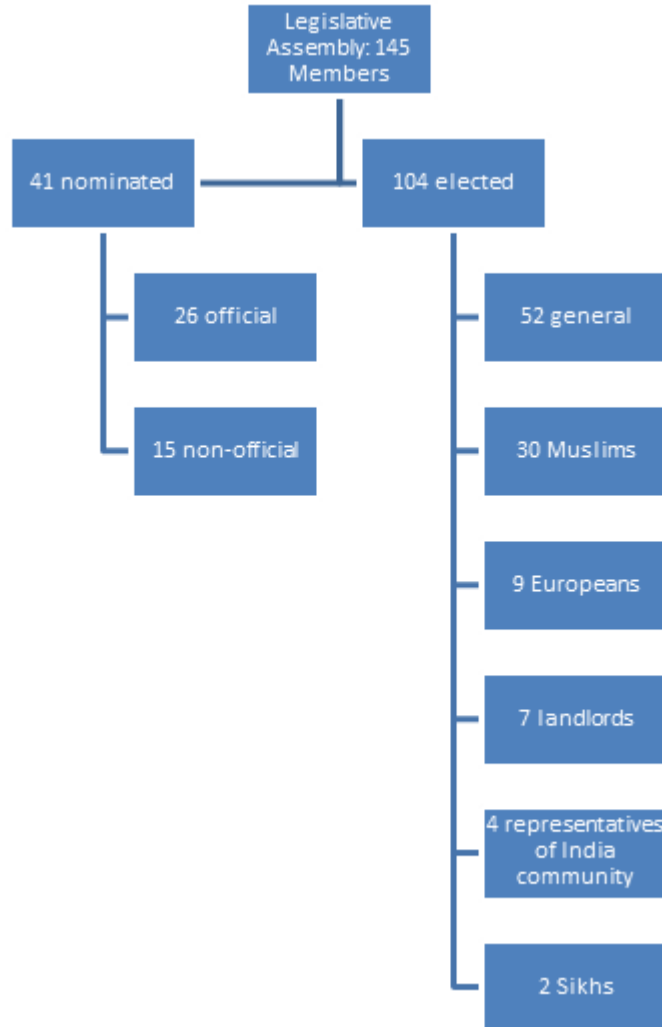 Legislative
Assembly: 145
Members
41 nominated
104 elected
26 official
52 general
15 non-official
30 Muslims
9 Europeans
7 landlords
4 representatives
of India
community
2 Sikhs